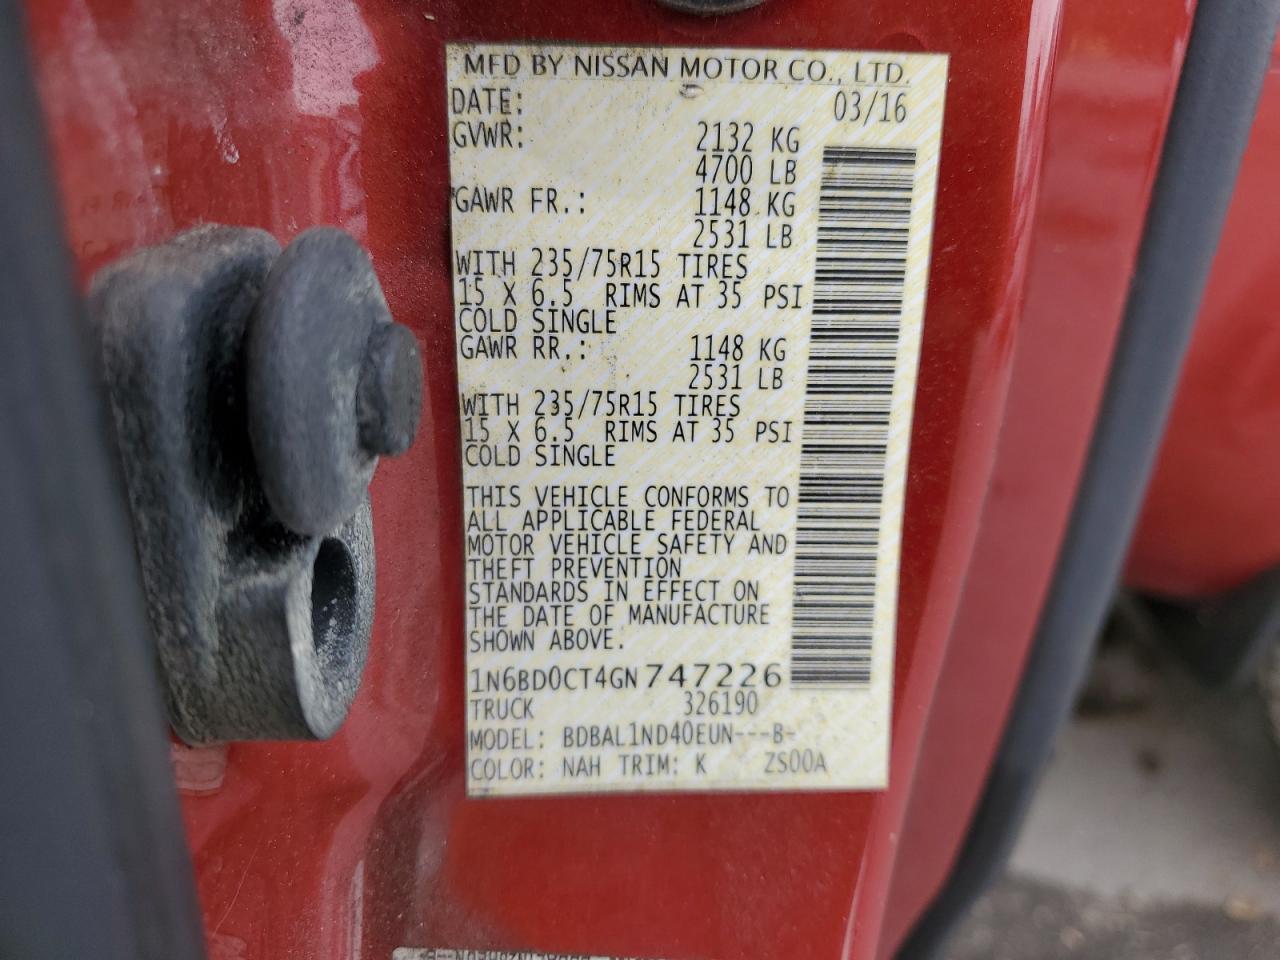 MFD BY NISSAN MOTOR CO., LTD.
DATE: 03/16
GVWR: 2132 KG
4700 LB
GAWR FR.: 1148 KG
2531 LB
WITH 235/75R15 TIRES
15 X 6.5 RIMS AT 35 PSI
COLD SINGLE
GAWR RR.: 1148 KG
2531 LB
WITH 235/75R15 TIRES
15 X 6.5 RIMS AT 35 PSI
COLD SINGLE
THIS VEHICLE CONFORMS TO
ALL APPLICABLE FEDERAL
MOTOR VEHICLE SAFETY AND
THEFT PREVENTION
STANDARDS IN EFFECT ON
THE DATE OF MANUFACTURE
SHOWN ABOVE.
1N6BD0CT4GN747226
TRUCK 326190
MODEL: BDBAL1ND40EUN---B-
COLOR: NAH TRIM: K ZS00A